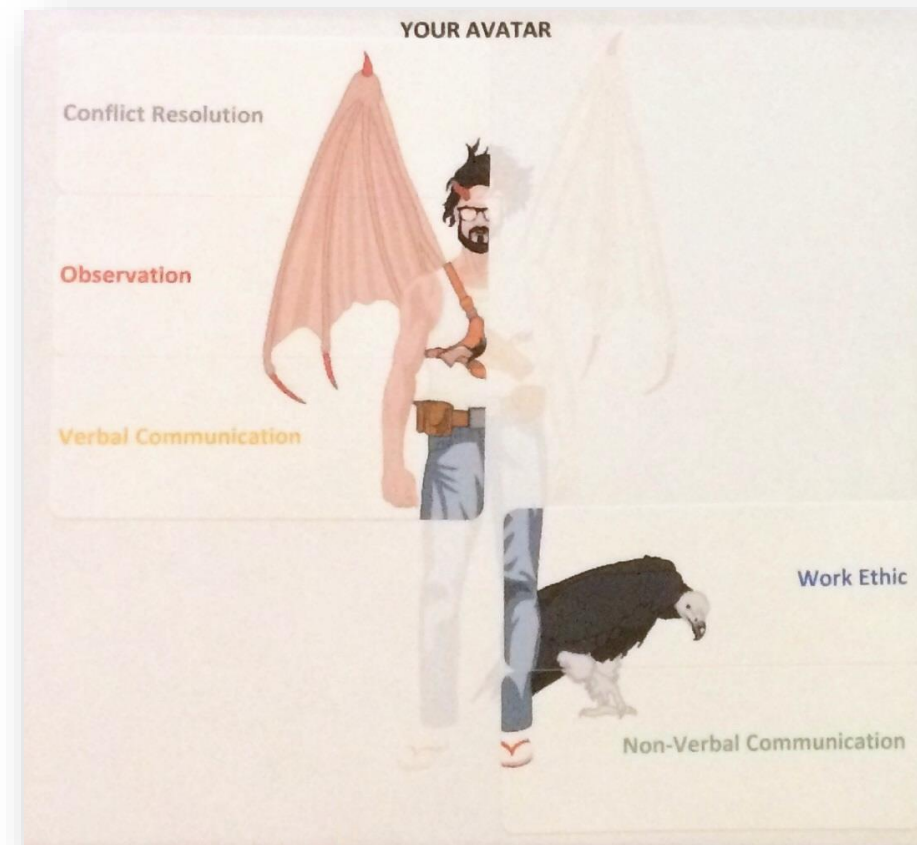 YOUR AVATAR
Conflict Resolution
Observation
Verbal Communication
Work Ethic
Non-Verbal Communication